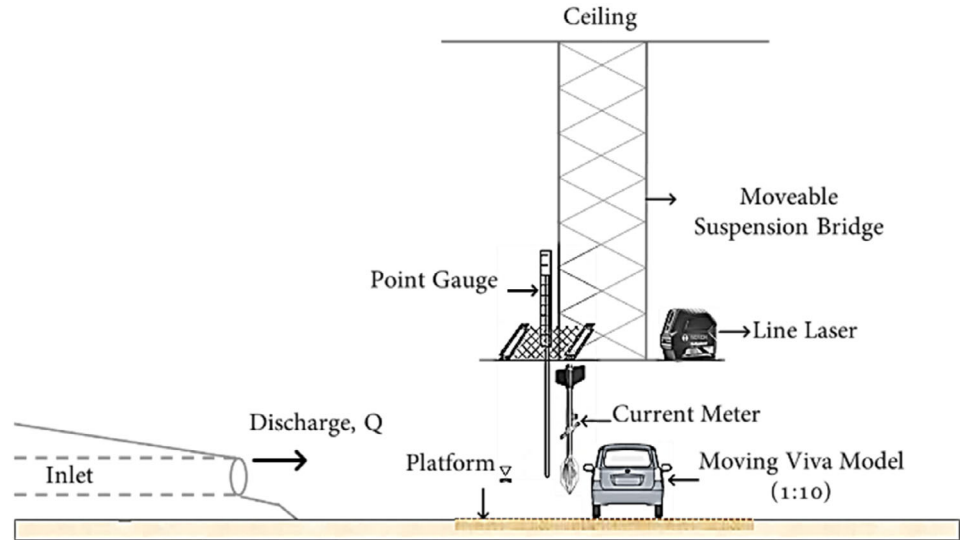 Ceiling
Moveable
Suspension Bridge
Point Gauge
Line Laser
Discharge, Q
Current Meter
Inlet
Platform
Moving Viva Model
(1:10)